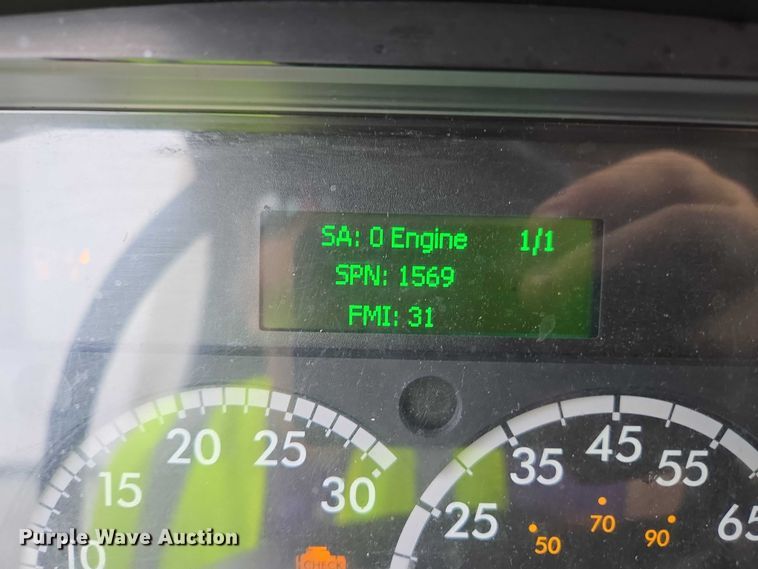 SA: 0 Engine 1/1
SPN: 1569
FMI: 31
10 15 20 25 30
25 35 45 55 65
50 70 90
CHECK
Purple Wave Auction